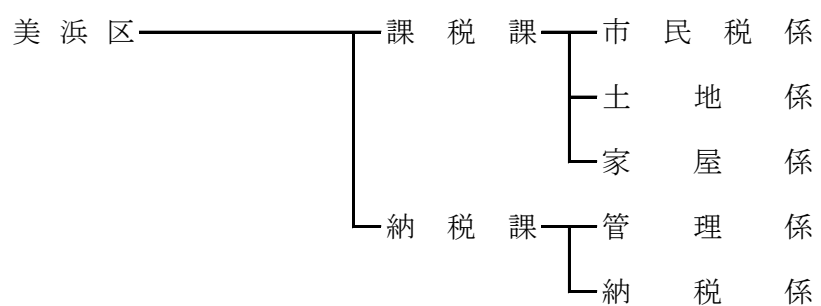 美浜区 課税課 市民税係
土地係
家屋係
納税課 管理係
納税係